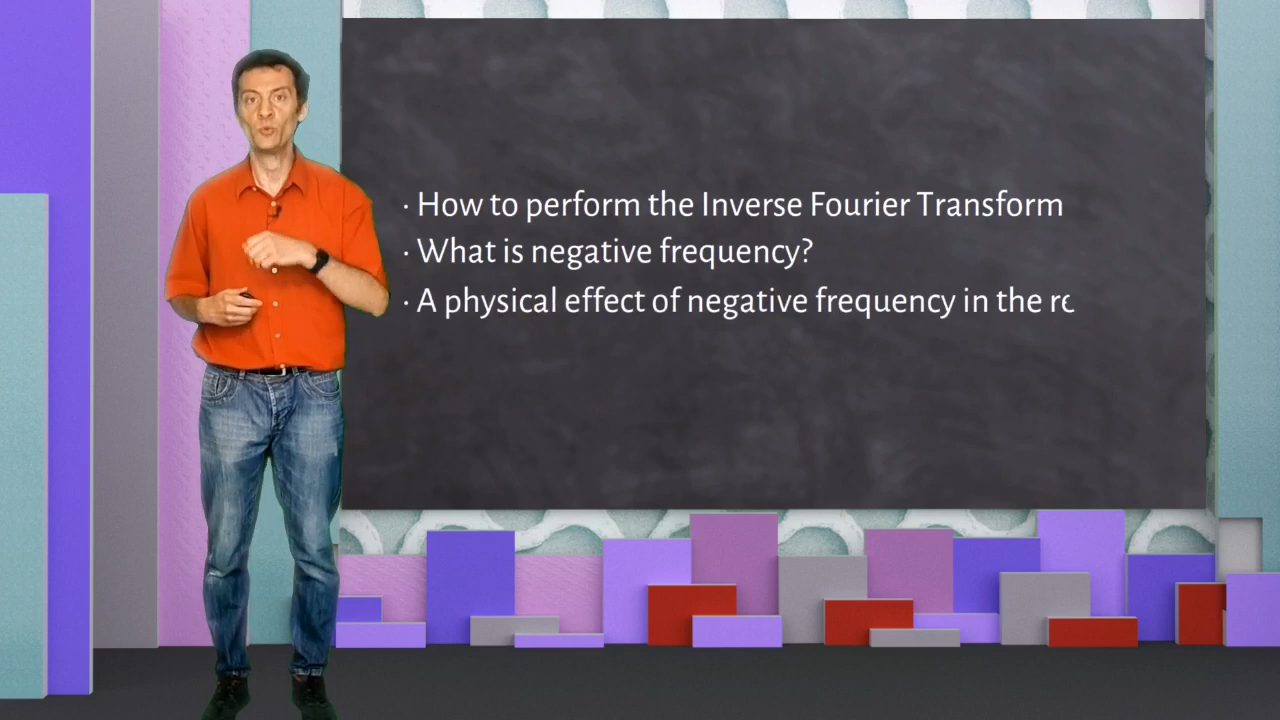 · How to perform the Inverse Fourier Transform
· What is negative frequency?
· A physical effect of negative frequency in the